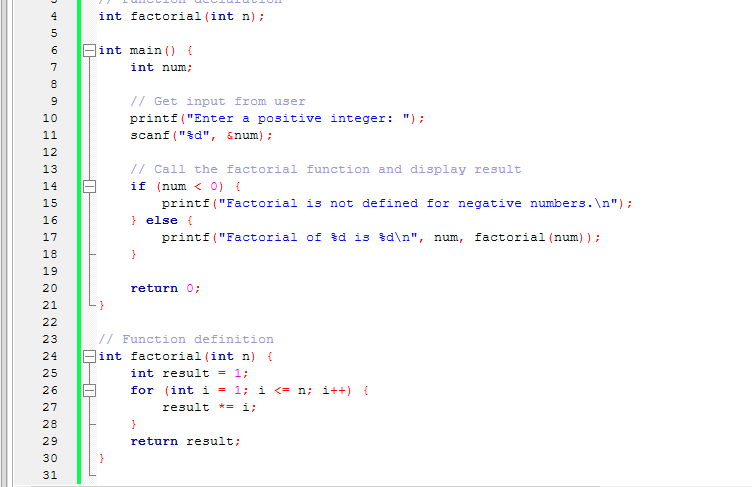 // Function declaration
4 int factorial(int n);
5
6 int main() {
7 int num;
8
9 // Get input from user
10 printf("Enter a positive integer: ");
11 scanf("%d", &num);
12
13 // Call the factorial function and display result
14 if (num < 0) {
15 printf("Factorial is not defined for negative numbers.\n");
16 } else {
17 printf("Factorial of %d is %d\n", num, factorial(num));
18 }
19
20 return 0;
21 }
22
23 // Function definition
24 int factorial(int n) {
25 int result = 1;
26 for (int i = 1; i <= n; i++) {
27 result *= i;
28 }
29 return result;
30 }
31